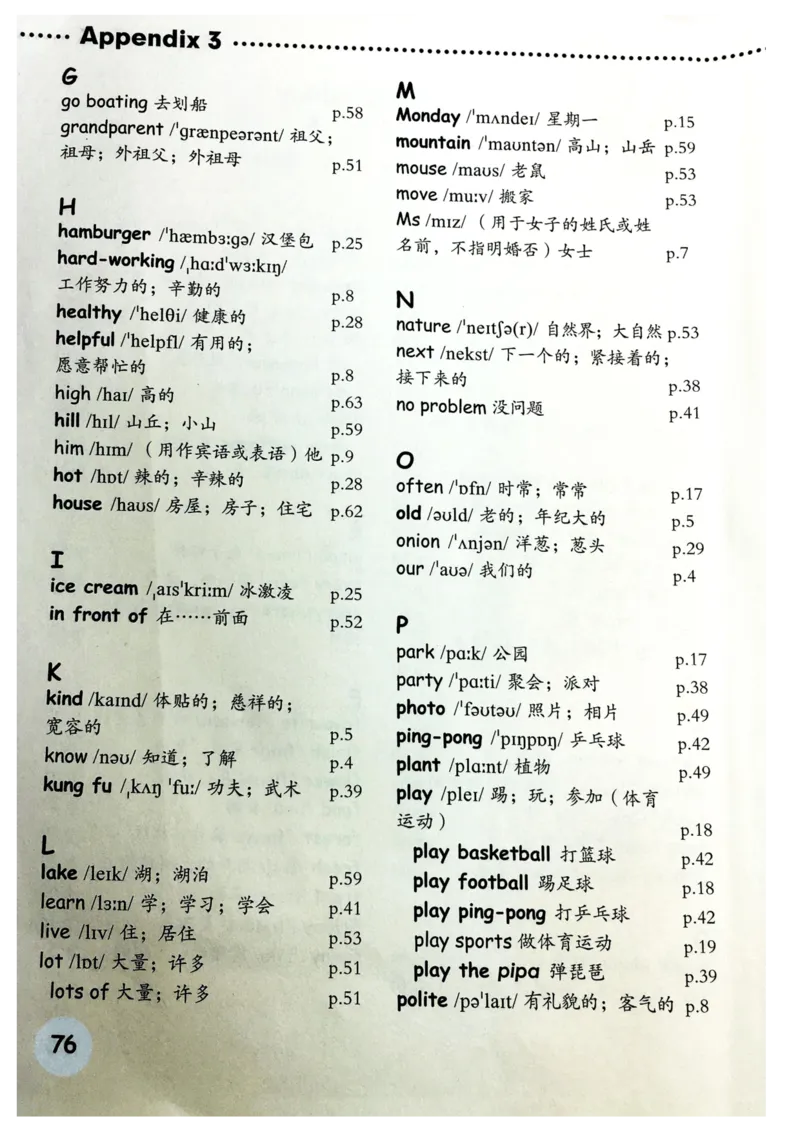 Appendix 3
G
go boating 去划船 p.58
grandparent /ˈgrænpeərənt/ 祖父；
祖母；外祖父；外祖母 p.51
H
hamburger /ˈhæmbɜːgə/ 汉堡包 p.25
hard-working /ˌhɑːdˈwɜːkɪŋ/
工作努力的；辛勤的 p.8
healthy /ˈhelθi/ 健康的 p.28
helpful /ˈhelpfl/ 有用的；
愿意帮忙的 p.8
high /haɪ/ 高的 p.63
hill /hɪl/ 山丘；小山 p.59
him /hɪm/ （用作宾语或表语）他 p.9
hot /hɒt/ 辣的；辛辣的 p.28
house /haʊs/ 房屋；房子；住宅 p.62
I
ice cream /ˌaɪsˈkriːm/ 冰激凌 p.25
in front of 在……前面 p.52
K
kind /kaɪnd/ 体贴的；慈祥的；
宽容的 p.5
know /nəʊ/ 知道；了解 p.4
kung fu /ˌkʌŋ ˈfuː/ 功夫；武术 p.39
L
lake /leɪk/ 湖；湖泊 p.59
learn /lɜːn/ 学；学习；学会 p.41
live /lɪv/ 住；居住 p.53
lot /lɒt/ 大量；许多 p.51
lots of 大量；许多 p.51
76
M
Monday /ˈmʌndeɪ/ 星期一 p.15
mountain /ˈmaʊntən/ 高山；山岳 p.59
mouse /maʊs/ 老鼠 p.53
move /muːv/ 搬家 p.53
Ms /mɪz/ （用于女子的姓氏或姓
名前，不指明婚否）女士 p.7
N
nature /ˈneɪtʃə(r)/ 自然界；大自然 p.53
next /nekst/ 下一个的；紧接着的；
接下来的 p.38
no problem 没问题 p.41
O
often /ˈɒfn/ 时常；常常 p.17
old /əʊld/ 老的；年纪大的 p.5
onion /ˈʌnjən/ 洋葱；葱头 p.29
our /ˈaʊə/ 我们的 p.4
P
park /pɑːk/ 公园 p.17
party /ˈpɑːti/ 聚会；派对 p.38
photo /ˈfəʊtəʊ/ 照片；相片 p.49
ping-pong /ˈpɪŋpɒŋ/ 乒乓球 p.42
plant /plɑːnt/ 植物 p.49
play /pleɪ/ 踢；玩；参加（体育
运动） p.18
play basketball 打篮球 p.42
play football 踢足球 p.18
play ping-pong 打乒乓球 p.42
play sports 做体育运动 p.19
play the pipa 弹琵琶 p.39
polite /pəˈlaɪt/ 有礼貌的；客气的 p.8